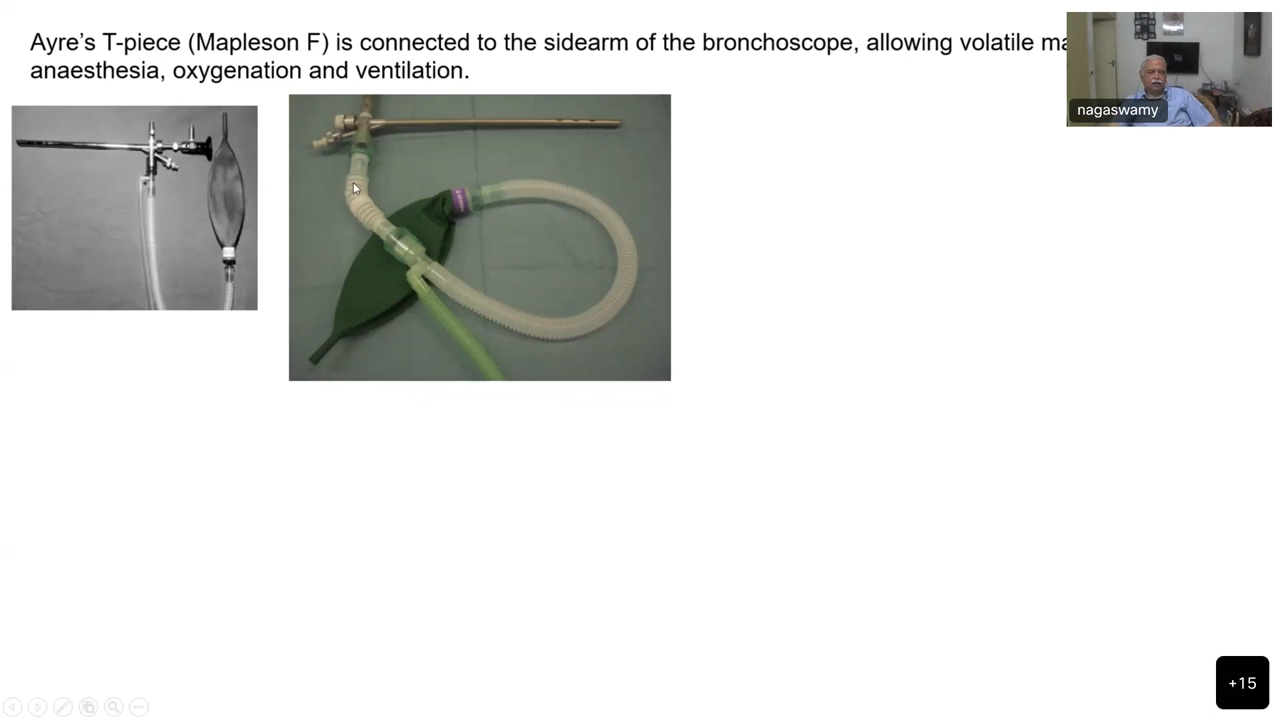 Ayre's T-piece (Mapleson F) is connected to the sidearm of the bronchoscope, allowing volatile
anaesthesia, oxygenation and ventilation.
nagaswamy
+15